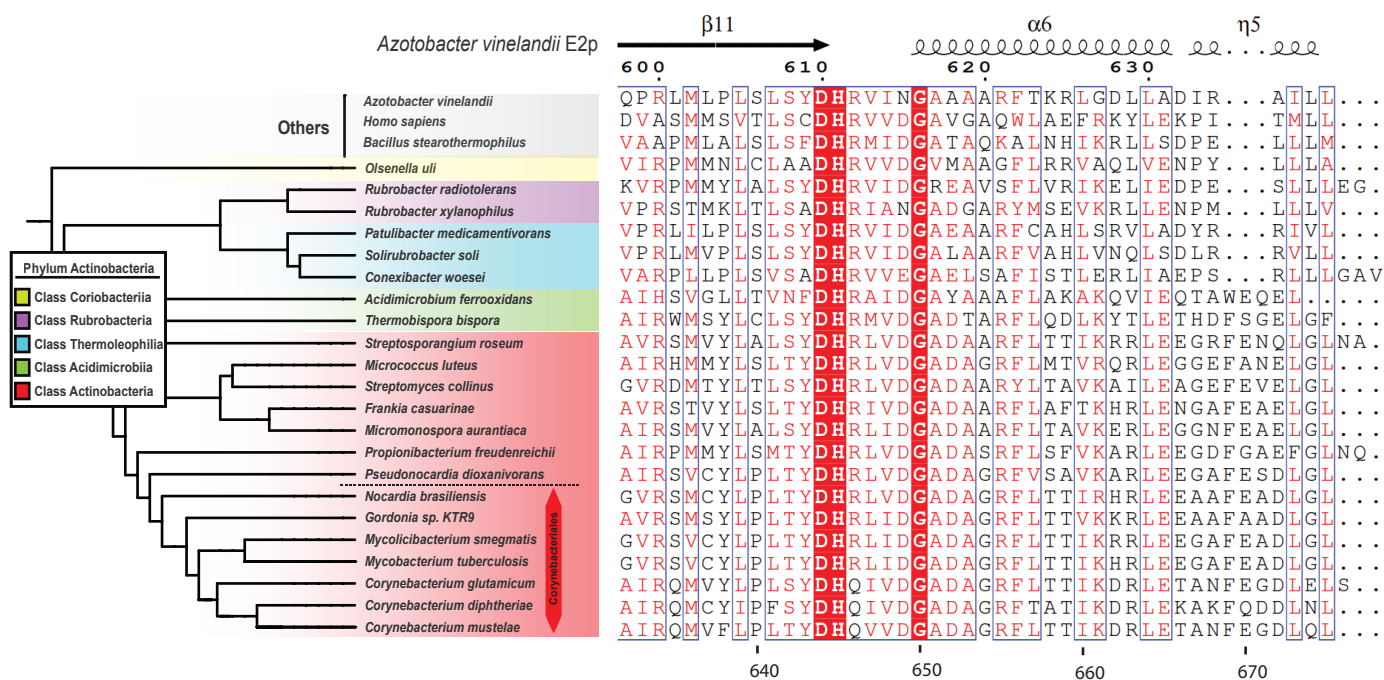 Azotobacter vinelandii E2p
β11 α6 η5
600 610 620 630
Others
Azotobacter vinelandii QPRLMLPLSLSYDHRVINGAAAARFTKRLGDLLADIR...AILL...
Homo sapiens DVASMMSVTLSCDHRVVDGAVGAQWLAEFRKYLEKPI...TMLL...
Bacillus stearothermophilus VAAPMLALSLSFDHRMIDGATAQKALNHIKRLLSDPE...LLLM...
Olsenella uli VIRPMMNLCLAADHRVVDGVMAAGFLRRVAQLVENPY...LLLA...
Rubrobacter radiotolerans KVRPMMYLALSYDHRVIDGREAVSFLVRIKELIEDPE...SLLLEG.
Rubrobacter xylanophilus VPRSTMKLTLSADHRIANGADGARYMSEVKRLLENPM...LLLV...
Patulibacter medicamentivorans VPRLILPLSLSYDHRVIDGAEAARFCAHLSRVLADYR...RIVL...
Solirubrobacter soli VPRLMVPLSLSYDHRVIDGALAARFVAHLVNQLSDLR...RVLL...
Conexibacter woesei VARPLLPLSVSADHRVVEGAELSAFISTLERLIAEPS...RLLLGAV
Acidimicrobium ferrooxidans AIHSVGLLTVNFDHRAIDGAYAAAFLAKAKQVIEQTAWEQEL.....
Thermobispora bispora AIRWMSYLCLSYDHRMVDGADTARFLQDLKYTLETHDFSGELGF...
Streptosporangium roseum AVRSMVYLALSYDHRLVDGADAARFLTTIKRRLEEGRFENQLGLNA.
Micrococcus luteus AIRHMMYLSLTYDHRLVDGADAGRFLMTVRQRLEGGEFANELGL...
Streptomyces collinus GVRDMTYLTLSYDHRLVDGADAARYLTAVKAILEAGEFEVELGL...
Frankia casuarinae AVRSTVYLSLTYDHRIVDGADAARFLAFTKHRLENGAFEAELGL...
Micromonospora aurantiaca AIRSMVYLALSYDHRLIDGADAARFLTAVKERLEGGNFEAELGL...
Propionibacterium freudenreichii AIRPMMYLSMTYDHRLVDGADASRFLSFVKARLEEGDFGAEFGLNQ.
Pseudonocardia dioxanivorans AIRSVCYLPLTYDHRLIDGADAGRFVSAVKARLEGAFESDLGL...
Nocardia brasiliensis GVRSMCYLPLTYDHRLVDGADAGRFLTTIRHRLEEAAFEADLGL...
Gordonia sp. KTR9 AVRSMSYLPLTYDHRLIDGADAGRFLTTVKKRLEEAAFAADLGL...
Mycolicibacterium smegmatis GVRSVCYLPLTYDHRLIDGADAGRFLTTIKHRLEEGAFEADLGL...
Mycobacterium tuberculosis GVRSVCYLPLTYDHRLIDGADAGRFLTTIKHRLEEGAFEADLGL...
Corynebacterium glutamicum AIRQMVYLPLSYDHQIVDGADAGRFLTTIKDRLETANFEGDLELS..
Corynebacterium diphtheriae AIRQMCYIPFSYDHQIVDGADAGRFTATIKDRLEKAKFQDDLNL...
Corynebacterium mustelae AIRQMVFLPLTYDHQVVDGADAGRFLTTIKDRLETANFEGDLQL...
640 650 660 670
Phylum Actinobacteria
Class Coriobacteriia
Class Rubrobacteria
Class Thermoleophilia
Class Acidimicrobiia
Class Actinobacteria
Corynebacteriales